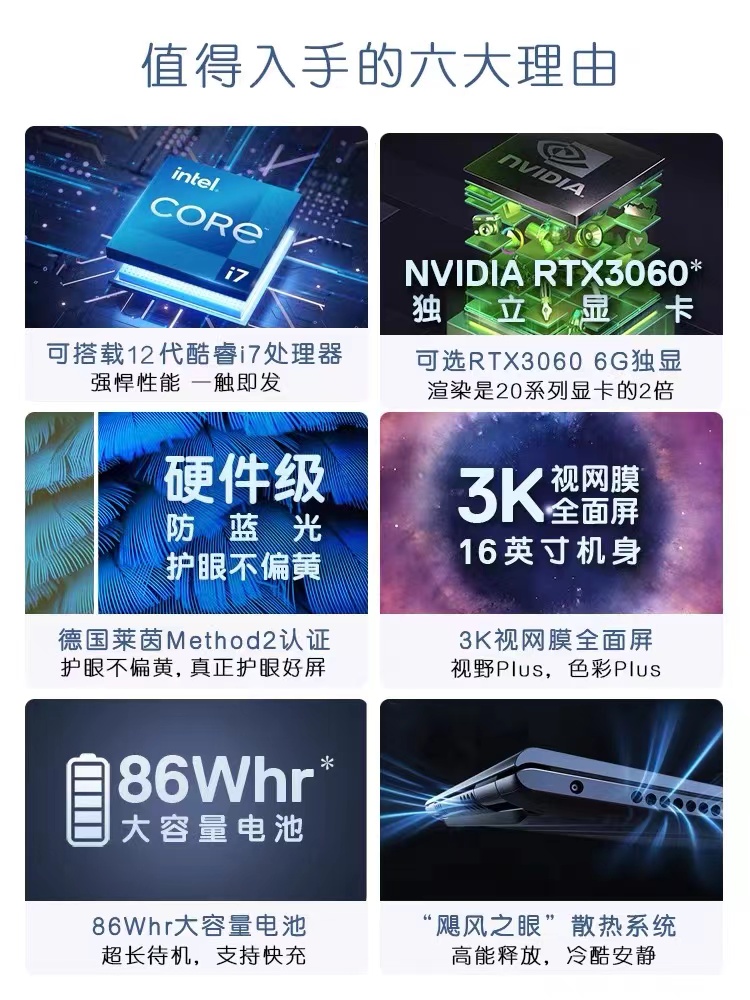 值得入手的六大理由
intel
CORE
i7
可搭载12代酷睿i7处理器
强悍性能 一触即发
NVIDIA
NVIDIA RTX3060*
独立显卡
可选RTX3060 6G独显
渲染是20系列显卡的2倍
硬件级
防蓝光
护眼不偏黄
德国莱茵Method2认证
护眼不偏黄,真正护眼好屏
3K视网膜
全面屏
16英寸机身
3K视网膜全面屏
视野Plus，色彩Plus
86Whr*
大容量电池
86Whr大容量电池
超长待机，支持快充
“飓风之眼”散热系统
高能释放，冷酷安静